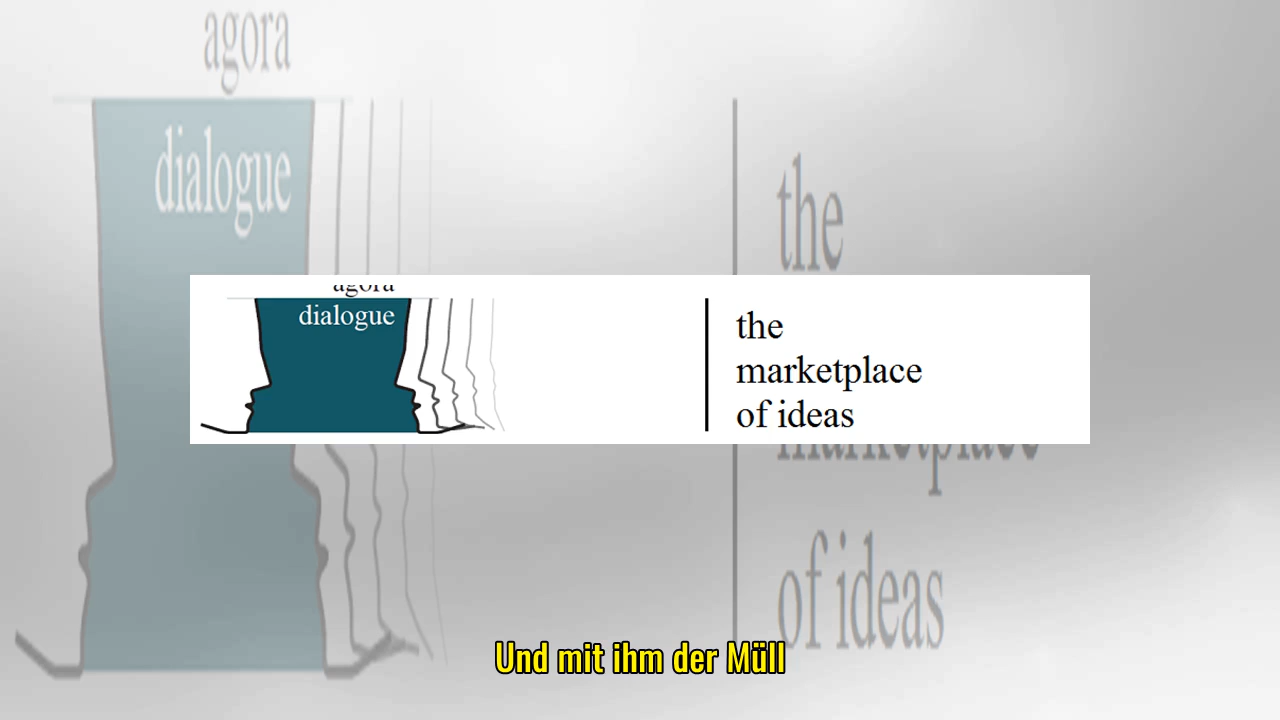 agora
dialogue
the
marketplace
of ideas
agora
dialogue
the
marketplace
of ideas
Und mit ihm der Müll